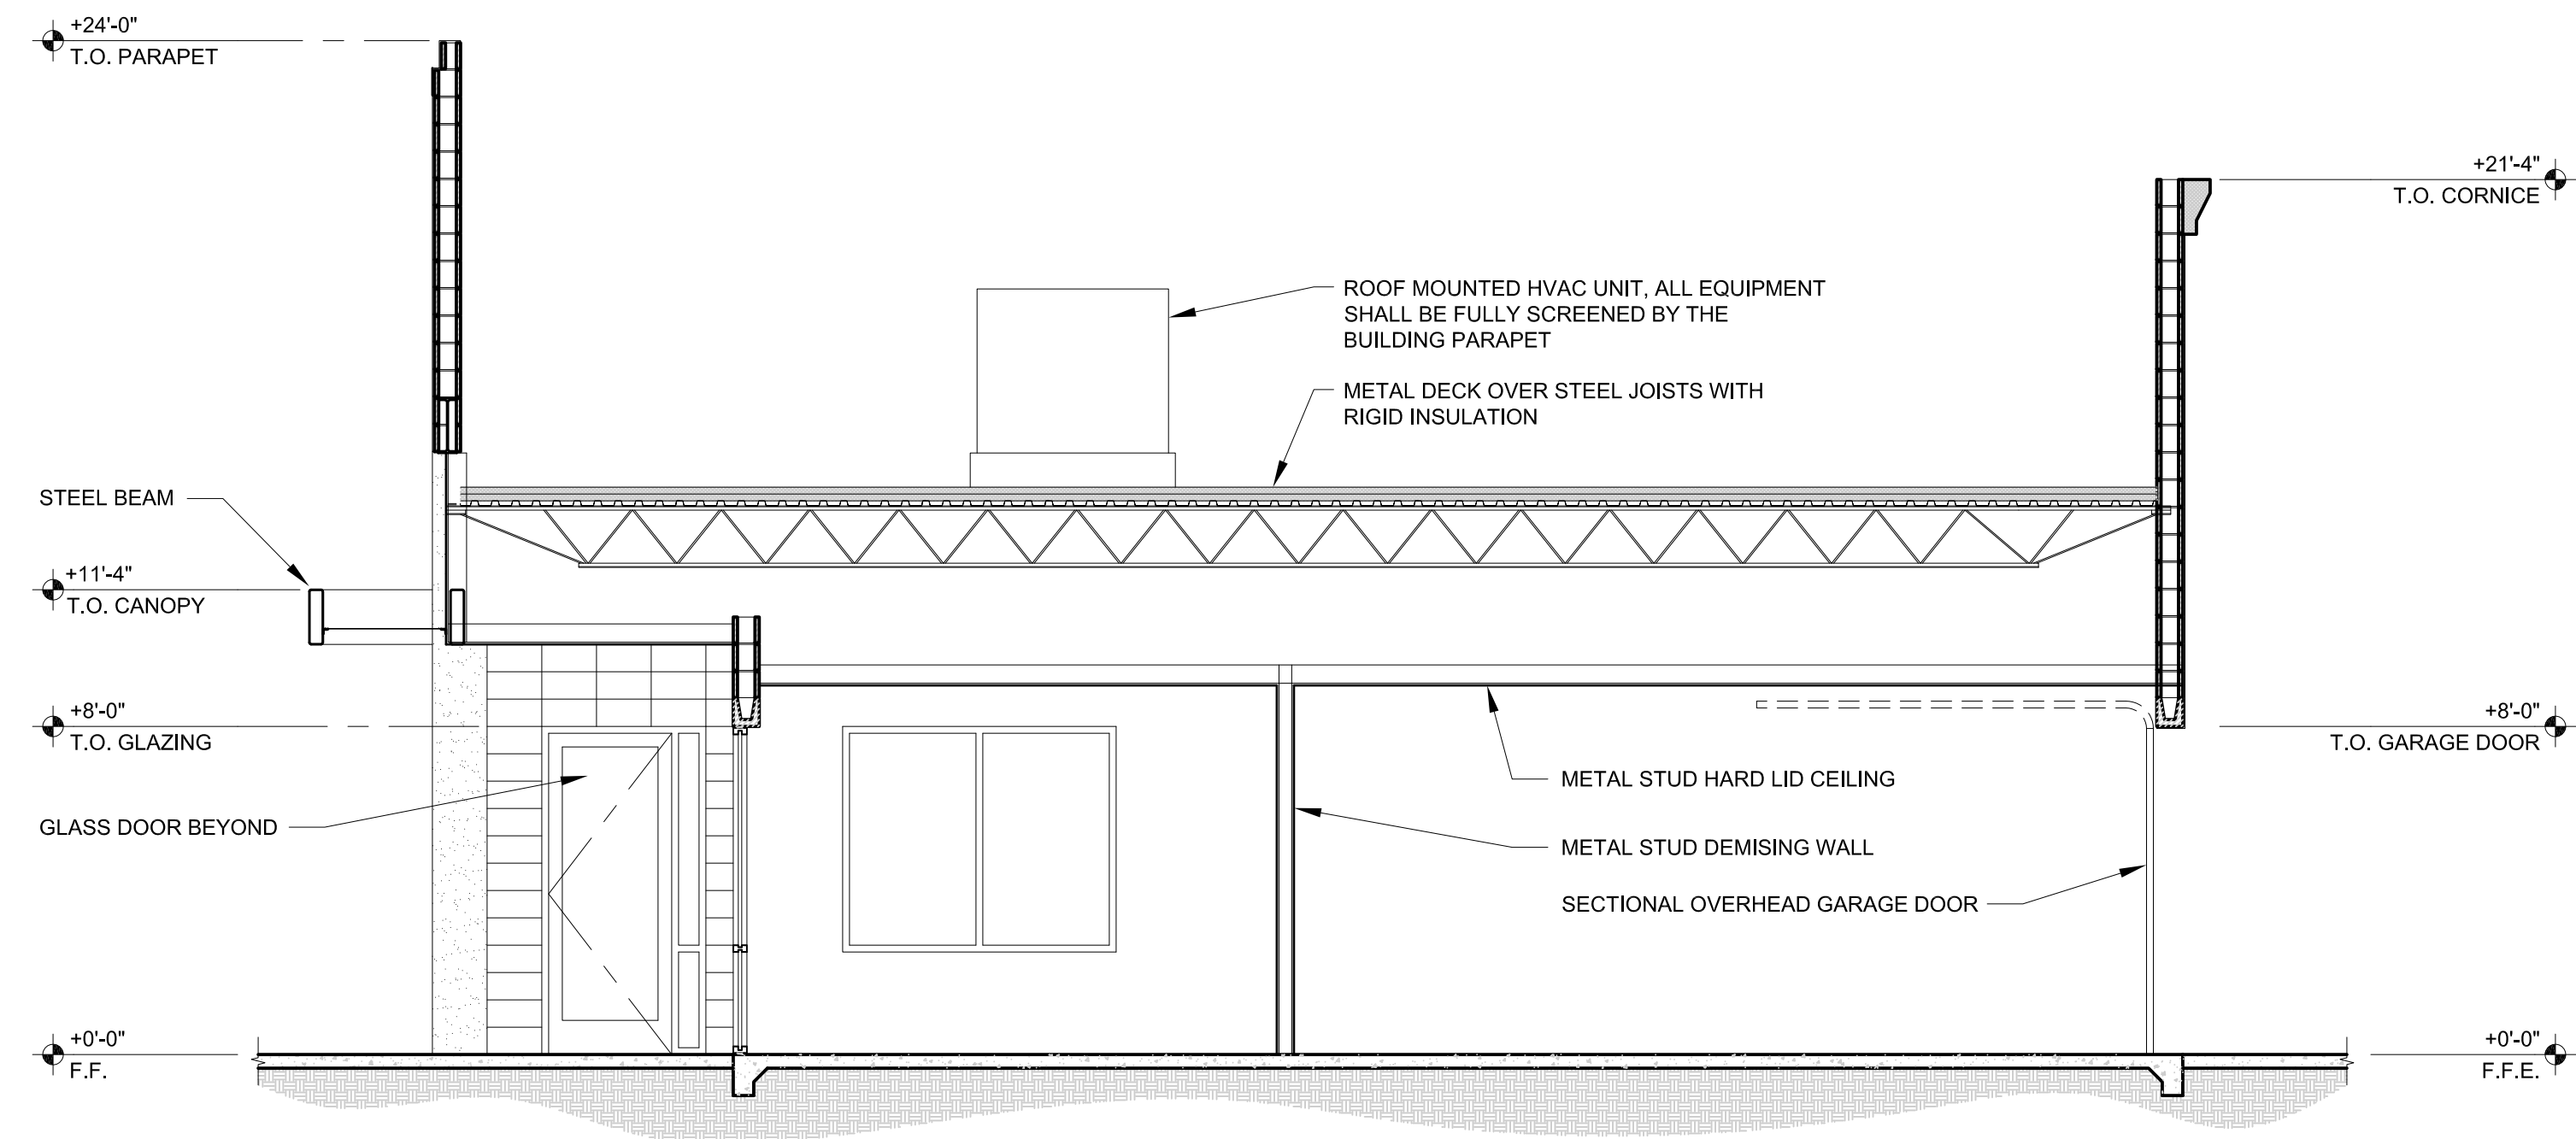 +24'-0"
T.O. PARAPET
+21'-4"
T.O. CORNICE
ROOF MOUNTED HVAC UNIT, ALL EQUIPMENT
SHALL BE FULLY SCREENED BY THE
BUILDING PARAPET
METAL DECK OVER STEEL JOISTS WITH
RIGID INSULATION
STEEL BEAM
+11'-4"
T.O. CANOPY
+8'-0"
T.O. GLAZING
+8'-0"
T.O. GARAGE DOOR
METAL STUD HARD LID CEILING
GLASS DOOR BEYOND
METAL STUD DEMISING WALL
SECTIONAL OVERHEAD GARAGE DOOR
+0'-0"
F.F.
+0'-0"
F.F.E.